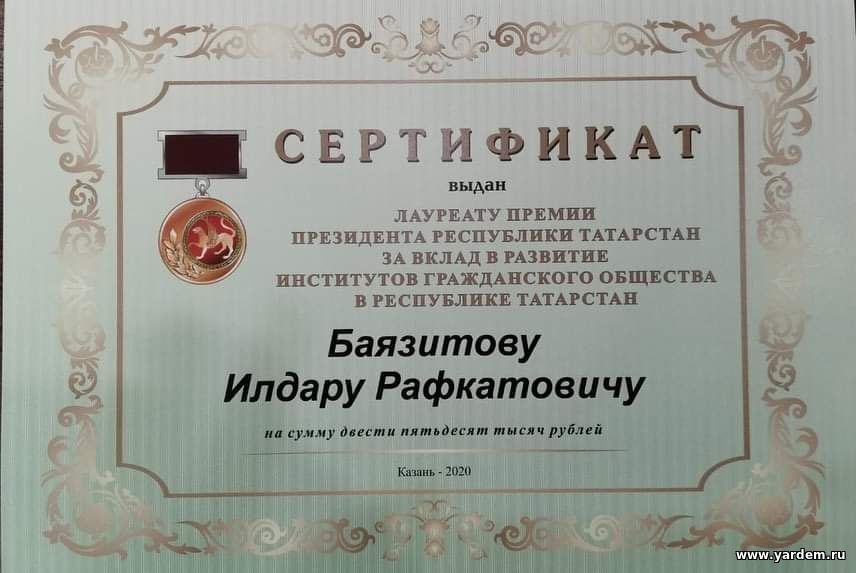 СЕРТИФИКАТ
выдан
ЛАУРЕАТУ ПРЕМИИ
ПРЕЗИДЕНТА РЕСПУБЛИКИ ТАТАРСТАН
ЗА ВКЛАД В РАЗВИТИЕ
ИНСТИТУТОВ ГРАЖДАНСКОГО ОБЩЕСТВА
В РЕСПУБЛИКЕ ТАТАРСТАН
Баязитову
Илдару Рафкатовичу
на сумму двести пятьдесят тысяч рублей
Казань - 2020
www.yardem.ru